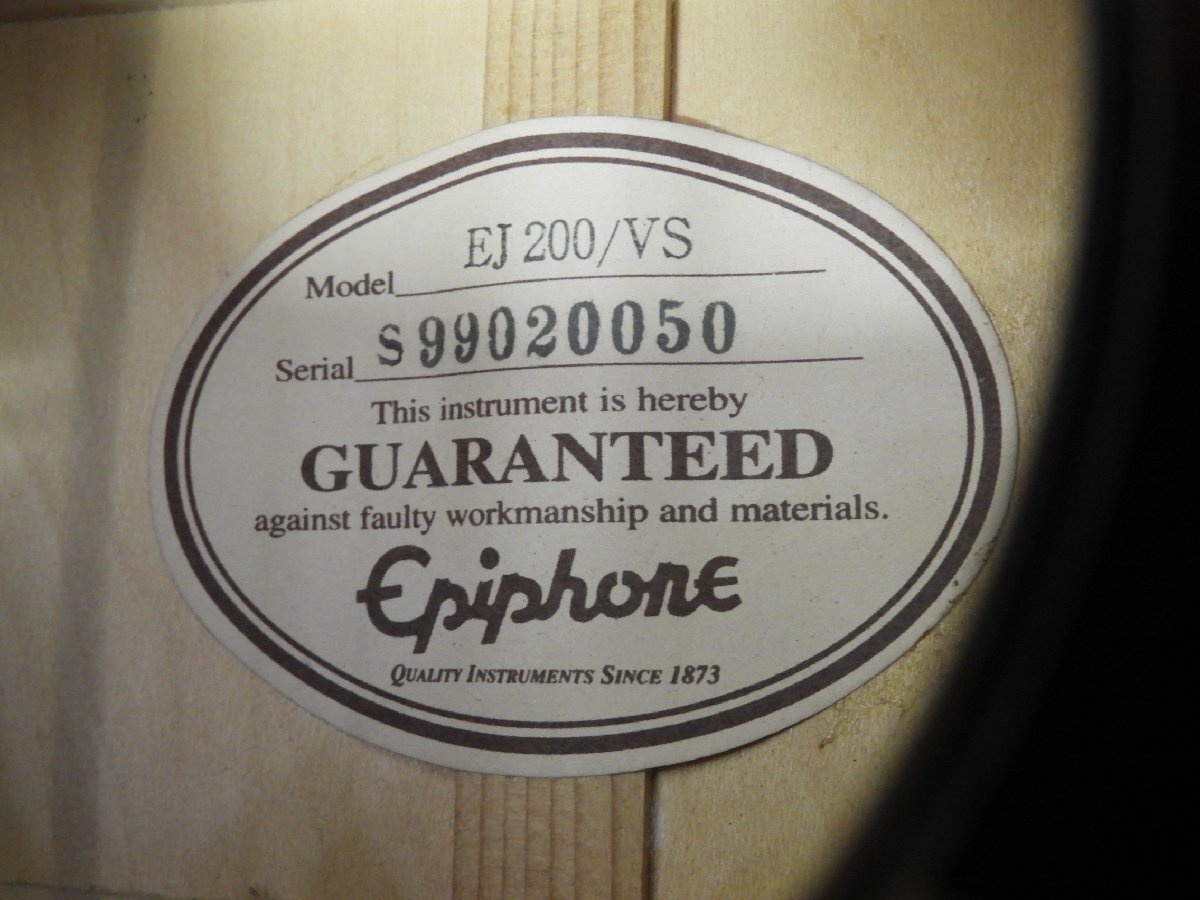 Model EJ 200/VS
Serial S99020050
This instrument is hereby
GUARANTEED
against faulty workmanship and materials.
Epiphone
QUALITY INSTRUMENTS SINCE 1873